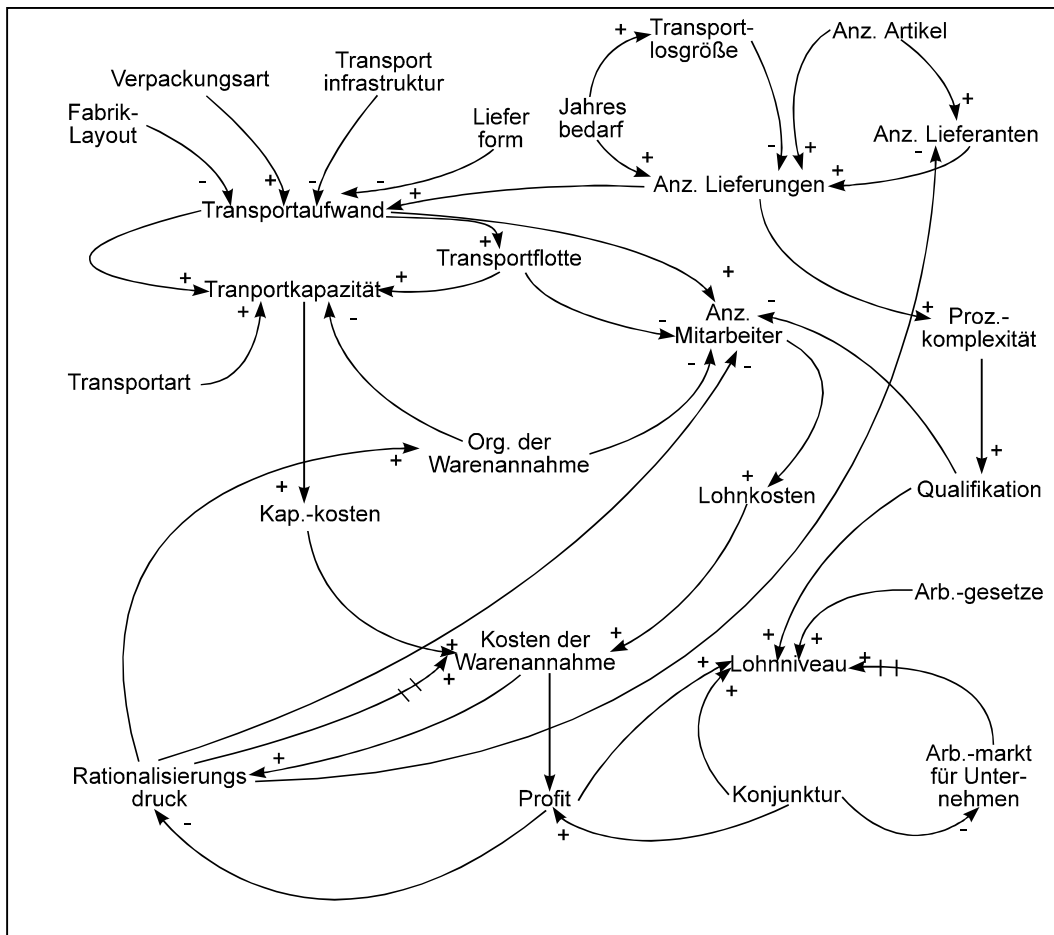 Transport-
losgröße
Anz. Artikel
Verpackungsart
Transport
infrastruktur
Fabrik-
Layout
Liefer
form
Jahres
bedarf
Anz. Lieferanten
Anz. Lieferungen
Transportaufwand
Transportflotte
Tranportkapazität
Anz.
Mitarbeiter
Proz.-
komplexität
Transportart
Org. der
Warenannahme
Lohnkosten
Qualifikation
Kap.-kosten
Arb.-gesetze
Kosten der
Warenannahme
Lohnniveau
Rationalisierungs
druck
Profit
Konjunktur
Arb.-markt
für Unter-
nehmen